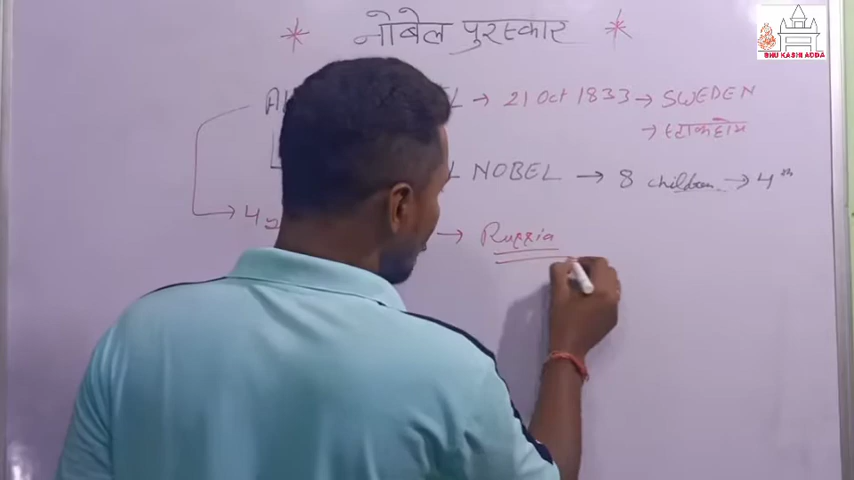 नोबेल पुरस्कार
BHU KASHI ADDA
→ 21 Oct 1833 → SWEDEN
→ स्टाकहोम
NOBEL → 8 children → 4th
→ Russia